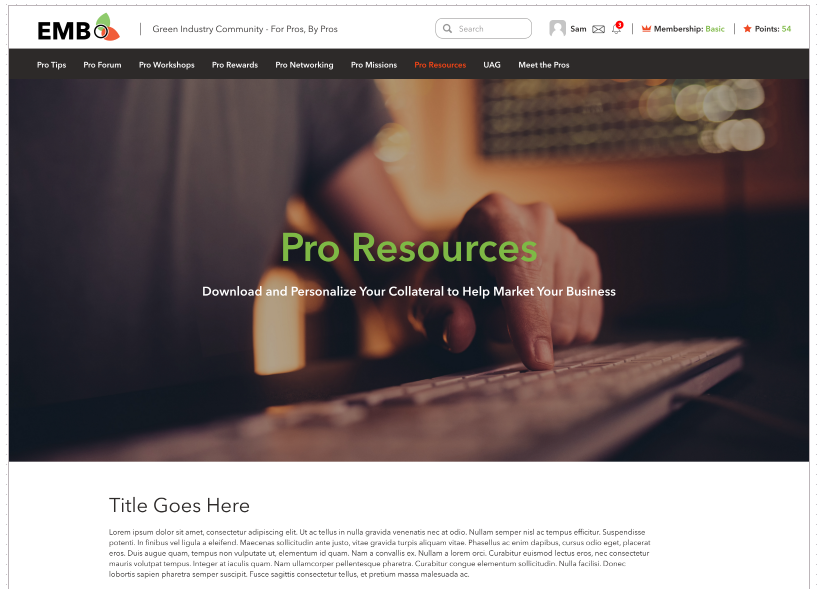 EMBO
Green Industry Community - For Pros, By Pros
Search
Sam
3
Membership: Basic
Points: 54
Pro Tips
Pro Forum
Pro Workshops
Pro Rewards
Pro Networking
Pro Missions
Pro Resources
UAG
Meet the Pros
Pro Resources
Download and Personalize Your Collateral to Help Market Your Business
Title Goes Here
Lorem ipsum dolor sit amet, consectetur adipiscing elit. Ut ac tellus in nulla gravida venenatis nec at odio. Nullam semper nisl ac tempus efficitur. Suspendisse
potenti. In finibus vel ligula a eleifend. Maecenas sollicitudin ante justo, vitae gravida turpis aliquam vitae. Phasellus ac enim dapibus, cursus odio eget, placerat
eros. Duis augue quam, tempus non vulputate ut, elementum id quam. Nam a convallis ex. Nullam a lorem orci. Curabitur euismod lectus eros, nec consectetur
mauris volutpat tempus. Integer at iaculis quam. Nam ullamcorper pellentesque pharetra. Curabitur congue elementum sollicitudin. Nulla facilisi. Donec
lobortis sapien pharetra semper suscipit. Fusce sagittis consectetur tellus, et pretium massa malesuada ac.